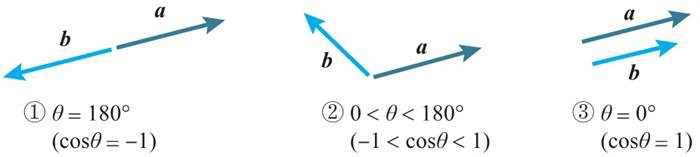 b a
① θ = 180°
(cosθ = −1)
b a
② 0 < θ < 180°
(−1 < cosθ < 1)
a
b
③ θ = 0°
(cosθ = 1)